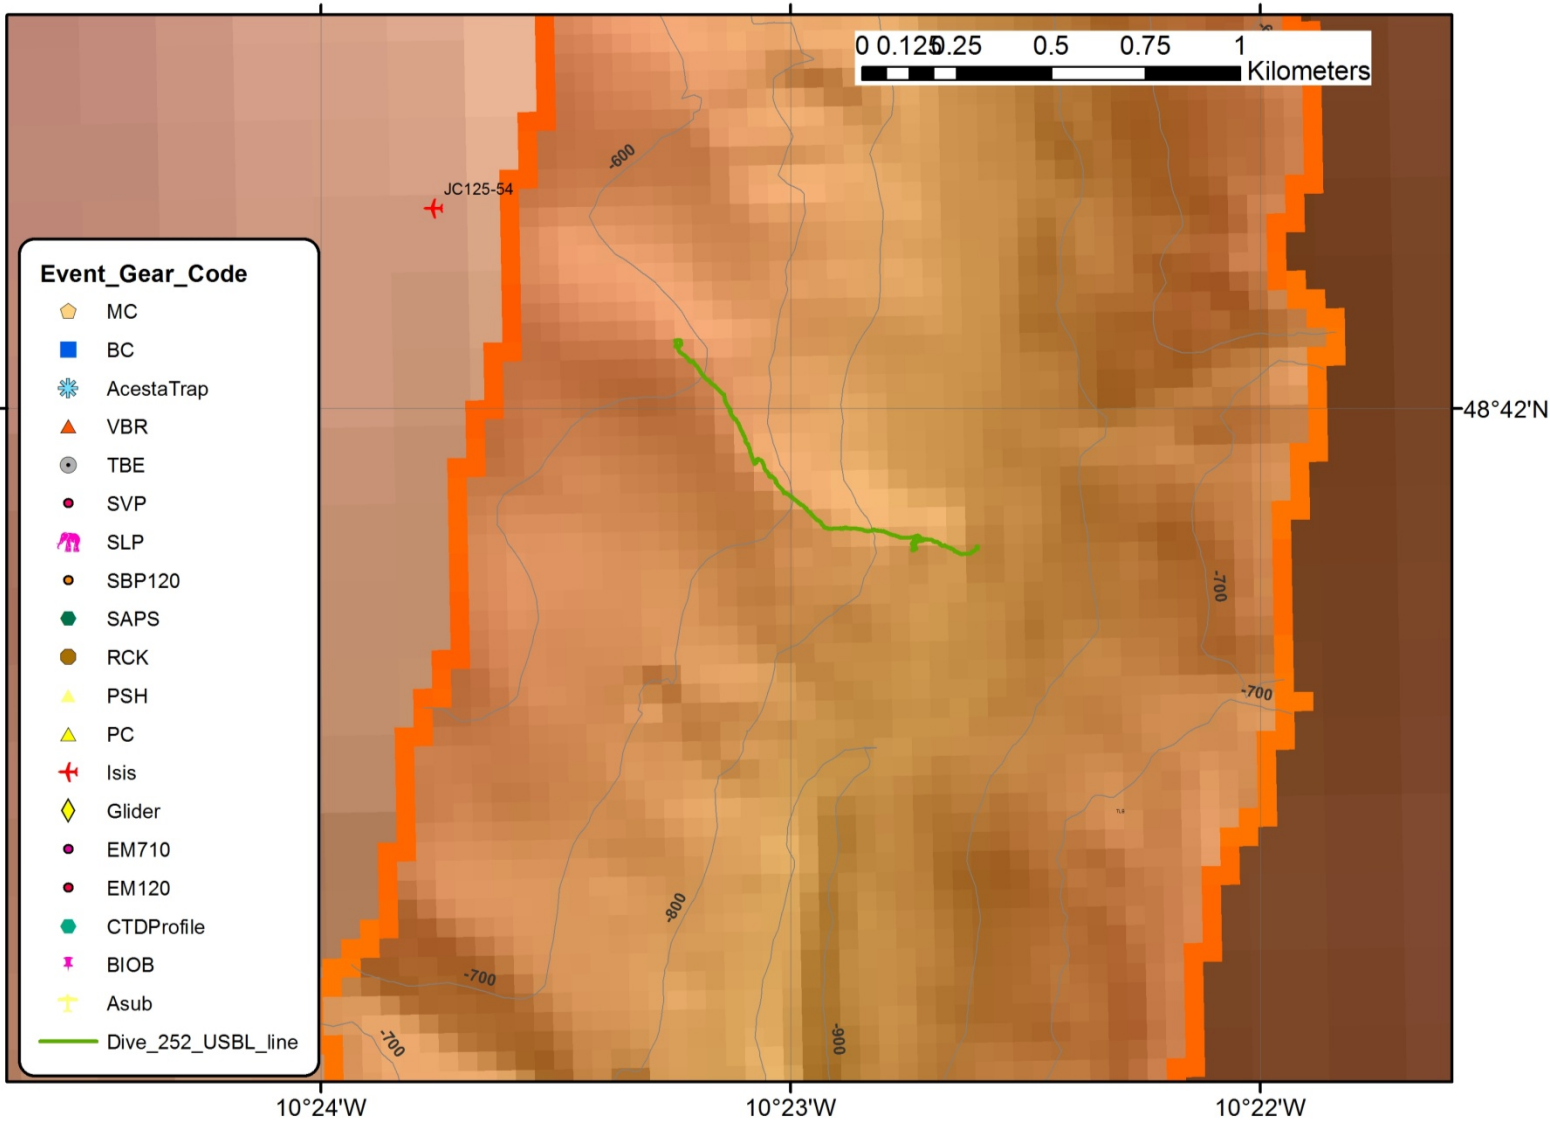 0 0.125 0.25 0.5 0.75 1
Kilometers
-600
JC125-54
Event_Gear_Code
MC
BC
AcestaTrap
VBR
TBE
SVP
SLP
SBP120
SAPS
RCK
PSH
PC
Isis
Glider
EM710
EM120
CTDProfile
BIOB
Asub
Dive_252_USBL_line
48°42'N
-700
-700
-800
-700
-700
-900
10°24'W
10°23'W
10°22'W